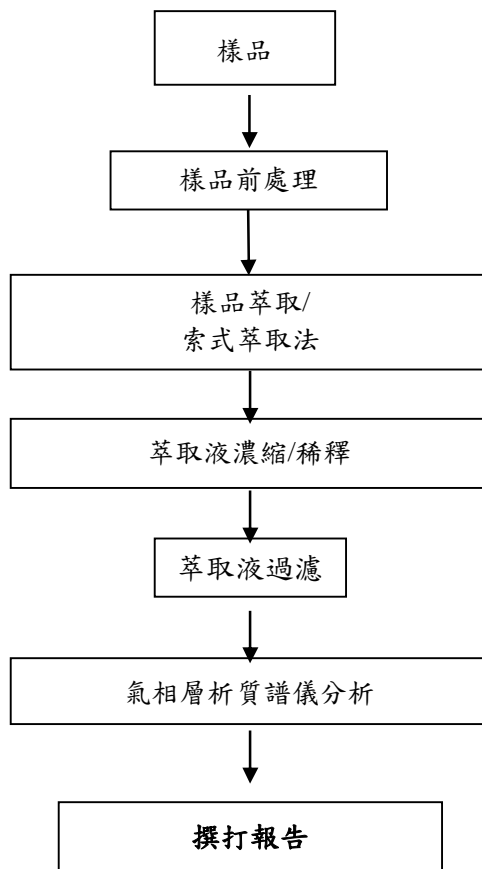 樣品
樣品前處理
樣品萃取/
索式萃取法
萃取液濃縮/稀釋
萃取液過濾
氣相層析質譜儀分析
撰打報告